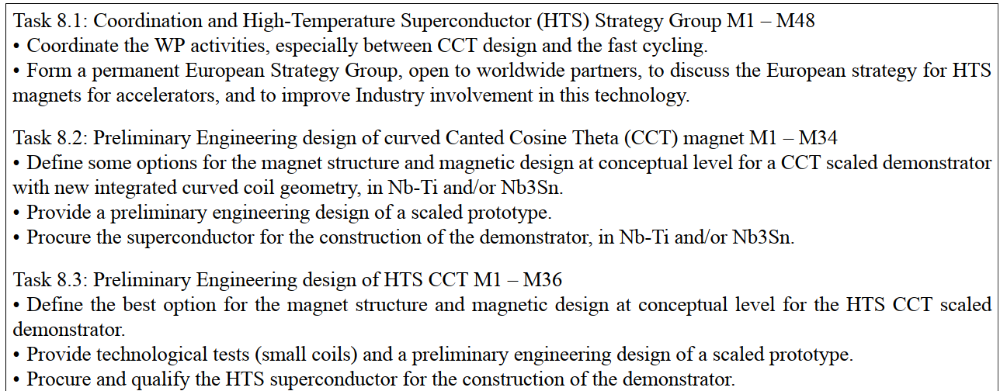 Task 8.1: Coordination and High-Temperature Superconductor (HTS) Strategy Group M1 – M48
• Coordinate the WP activities, especially between CCT design and the fast cycling.
• Form a permanent European Strategy Group, open to worldwide partners, to discuss the European strategy for HTS
magnets for accelerators, and to improve Industry involvement in this technology.
Task 8.2: Preliminary Engineering design of curved Canted Cosine Theta (CCT) magnet M1 – M34
• Define some options for the magnet structure and magnetic design at conceptual level for a CCT scaled demonstrator
with new integrated curved coil geometry, in Nb-Ti and/or Nb3Sn.
• Provide a preliminary engineering design of a scaled prototype.
• Procure the superconductor for the construction of the demonstrator, in Nb-Ti and/or Nb3Sn.
Task 8.3: Preliminary Engineering design of HTS CCT M1 – M36
• Define the best option for the magnet structure and magnetic design at conceptual level for the HTS CCT scaled
demonstrator.
• Provide technological tests (small coils) and a preliminary engineering design of a scaled prototype.
• Procure and qualify the HTS superconductor for the construction of the demonstrator.